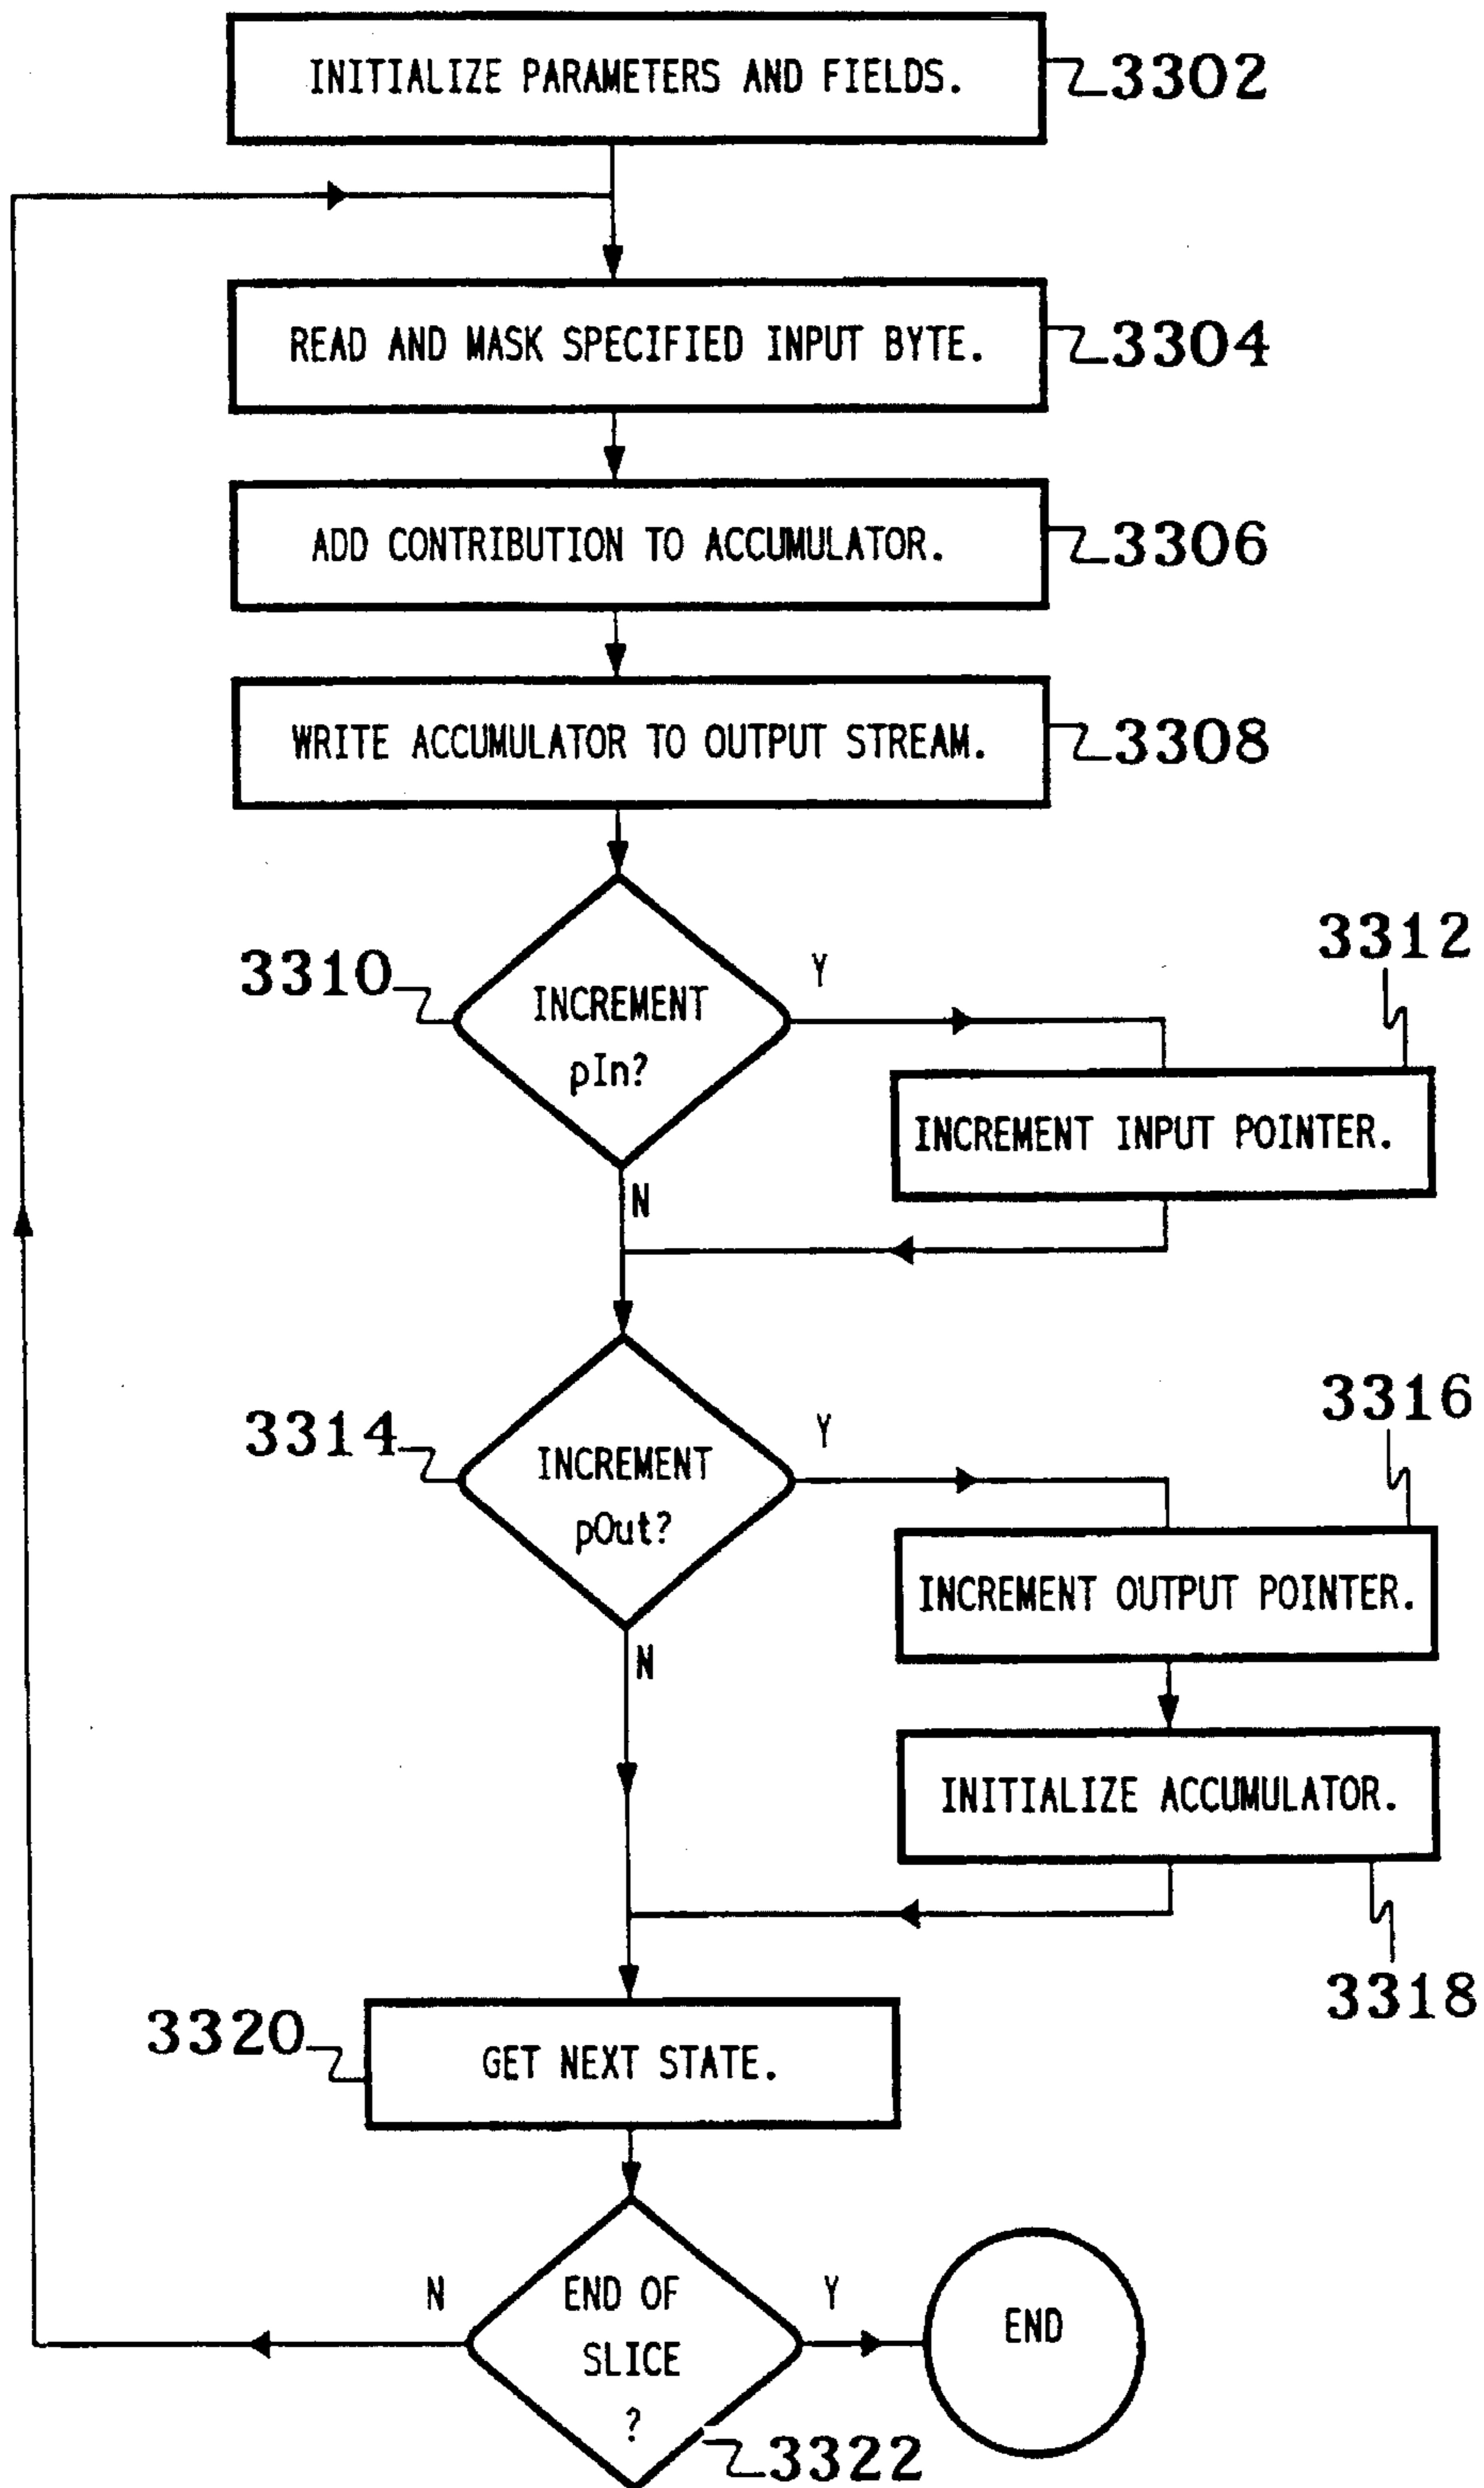 INITIALIZE PARAMETERS AND FIELDS.
3302
READ AND MASK SPECIFIED INPUT BYTE.
3304
ADD CONTRIBUTION TO ACCUMULATOR.
3306
WRITE ACCUMULATOR TO OUTPUT STREAM.
3308
3310
INCREMENT
pIn?
Y
N
3312
INCREMENT INPUT POINTER.
3314
INCREMENT
pOut?
Y
N
3316
INCREMENT OUTPUT POINTER.
INITIALIZE ACCUMULATOR.
3318
3320
GET NEXT STATE.
N
END OF
SLICE
?
Y
END
3322